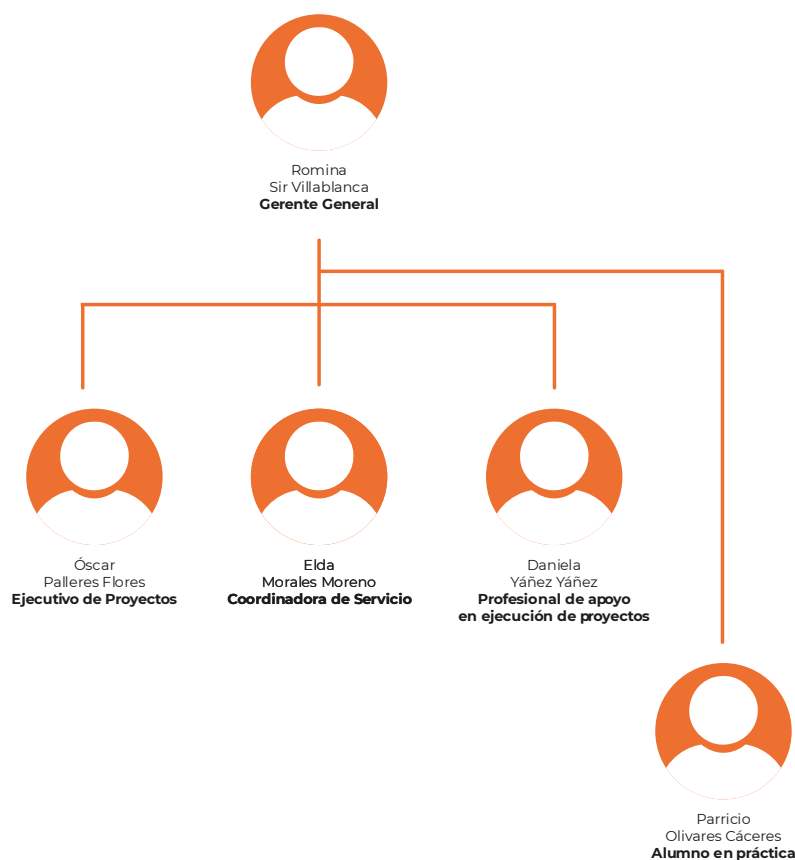 Romina
Sir Villablanca
Gerente General
Óscar
Palleres Flores
Ejecutivo de Proyectos
Elda
Morales Moreno
Coordinadora de Servicio
Daniela
Yáñez Yáñez
Profesional de apoyo
en ejecución de proyectos
Parricio
Olivares Cáceres
Alumno en práctica